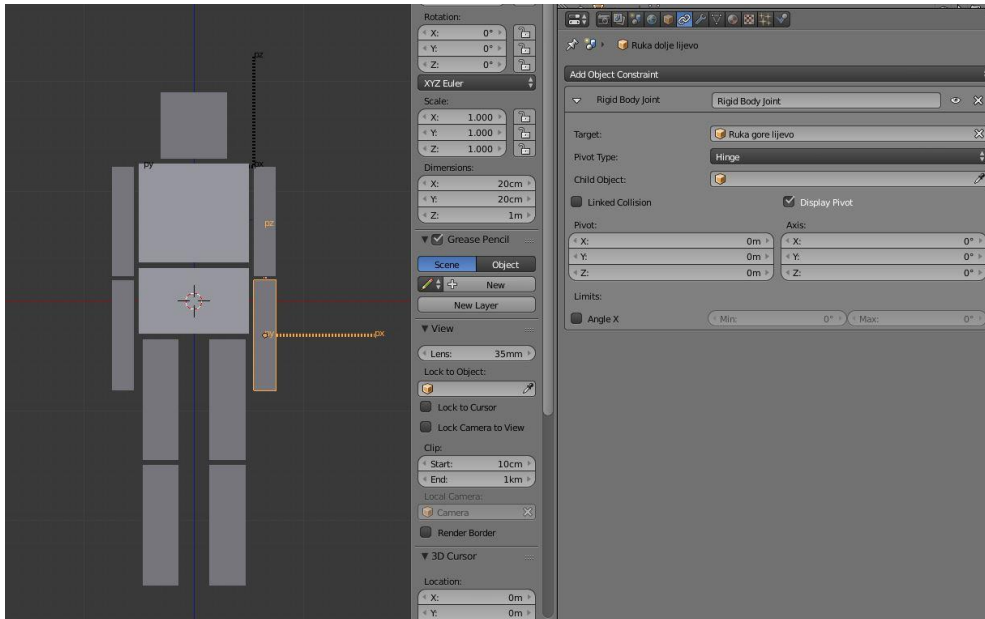 pz
py
px
pz
py
px
Rotation:
X: 0°
Y: 0°
Z: 0°
XYZ Euler
Scale:
X: 1.000
Y: 1.000
Z: 1.000
Dimensions:
X: 20cm
Y: 20cm
Z: 1m
Grease Pencil
Scene Object
New
New Layer
View
Lens: 35mm
Lock to Object:
Lock to Cursor
Lock Camera to View
Clip:
Start: 10cm
End: 1km
Local Camera:
Camera
Render Border
3D Cursor
Location:
X: 0m
Y: 0m
Ruka dolje lijevo
Add Object Constraint
Rigid Body Joint Rigid Body Joint
Target: Ruka gore lijevo
Pivot Type: Hinge
Child Object:
Linked Collision Display Pivot
Pivot: Axis:
X: 0m X: 0°
Y: 0m Y: 0°
Z: 0m Z: 0°
Limits:
Angle X Min: 0° Max: 0°